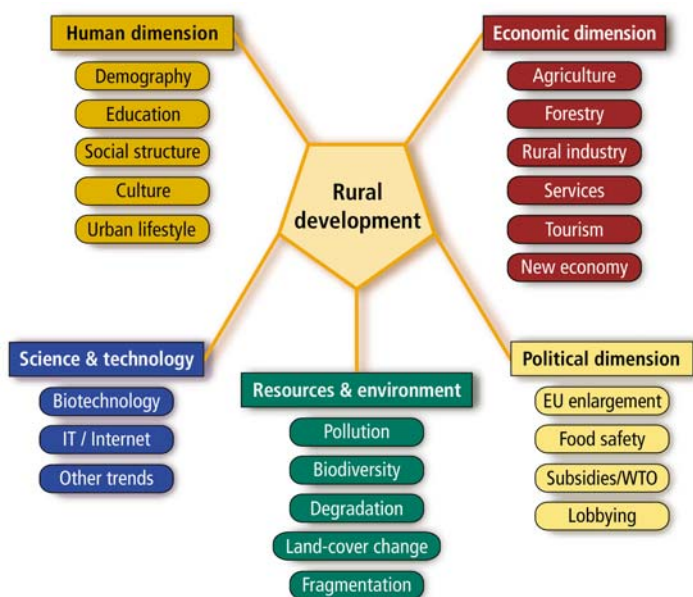 Human dimension
Demography
Education
Social structure
Culture
Urban lifestyle
Economic dimension
Agriculture
Forestry
Rural industry
Services
Tourism
New economy
Rural
development
Science & technology
Biotechnology
IT / Internet
Other trends
Resources & environment
Pollution
Biodiversity
Degradation
Land-cover change
Fragmentation
Political dimension
EU enlargement
Food safety
Subsidies/WTO
Lobbying